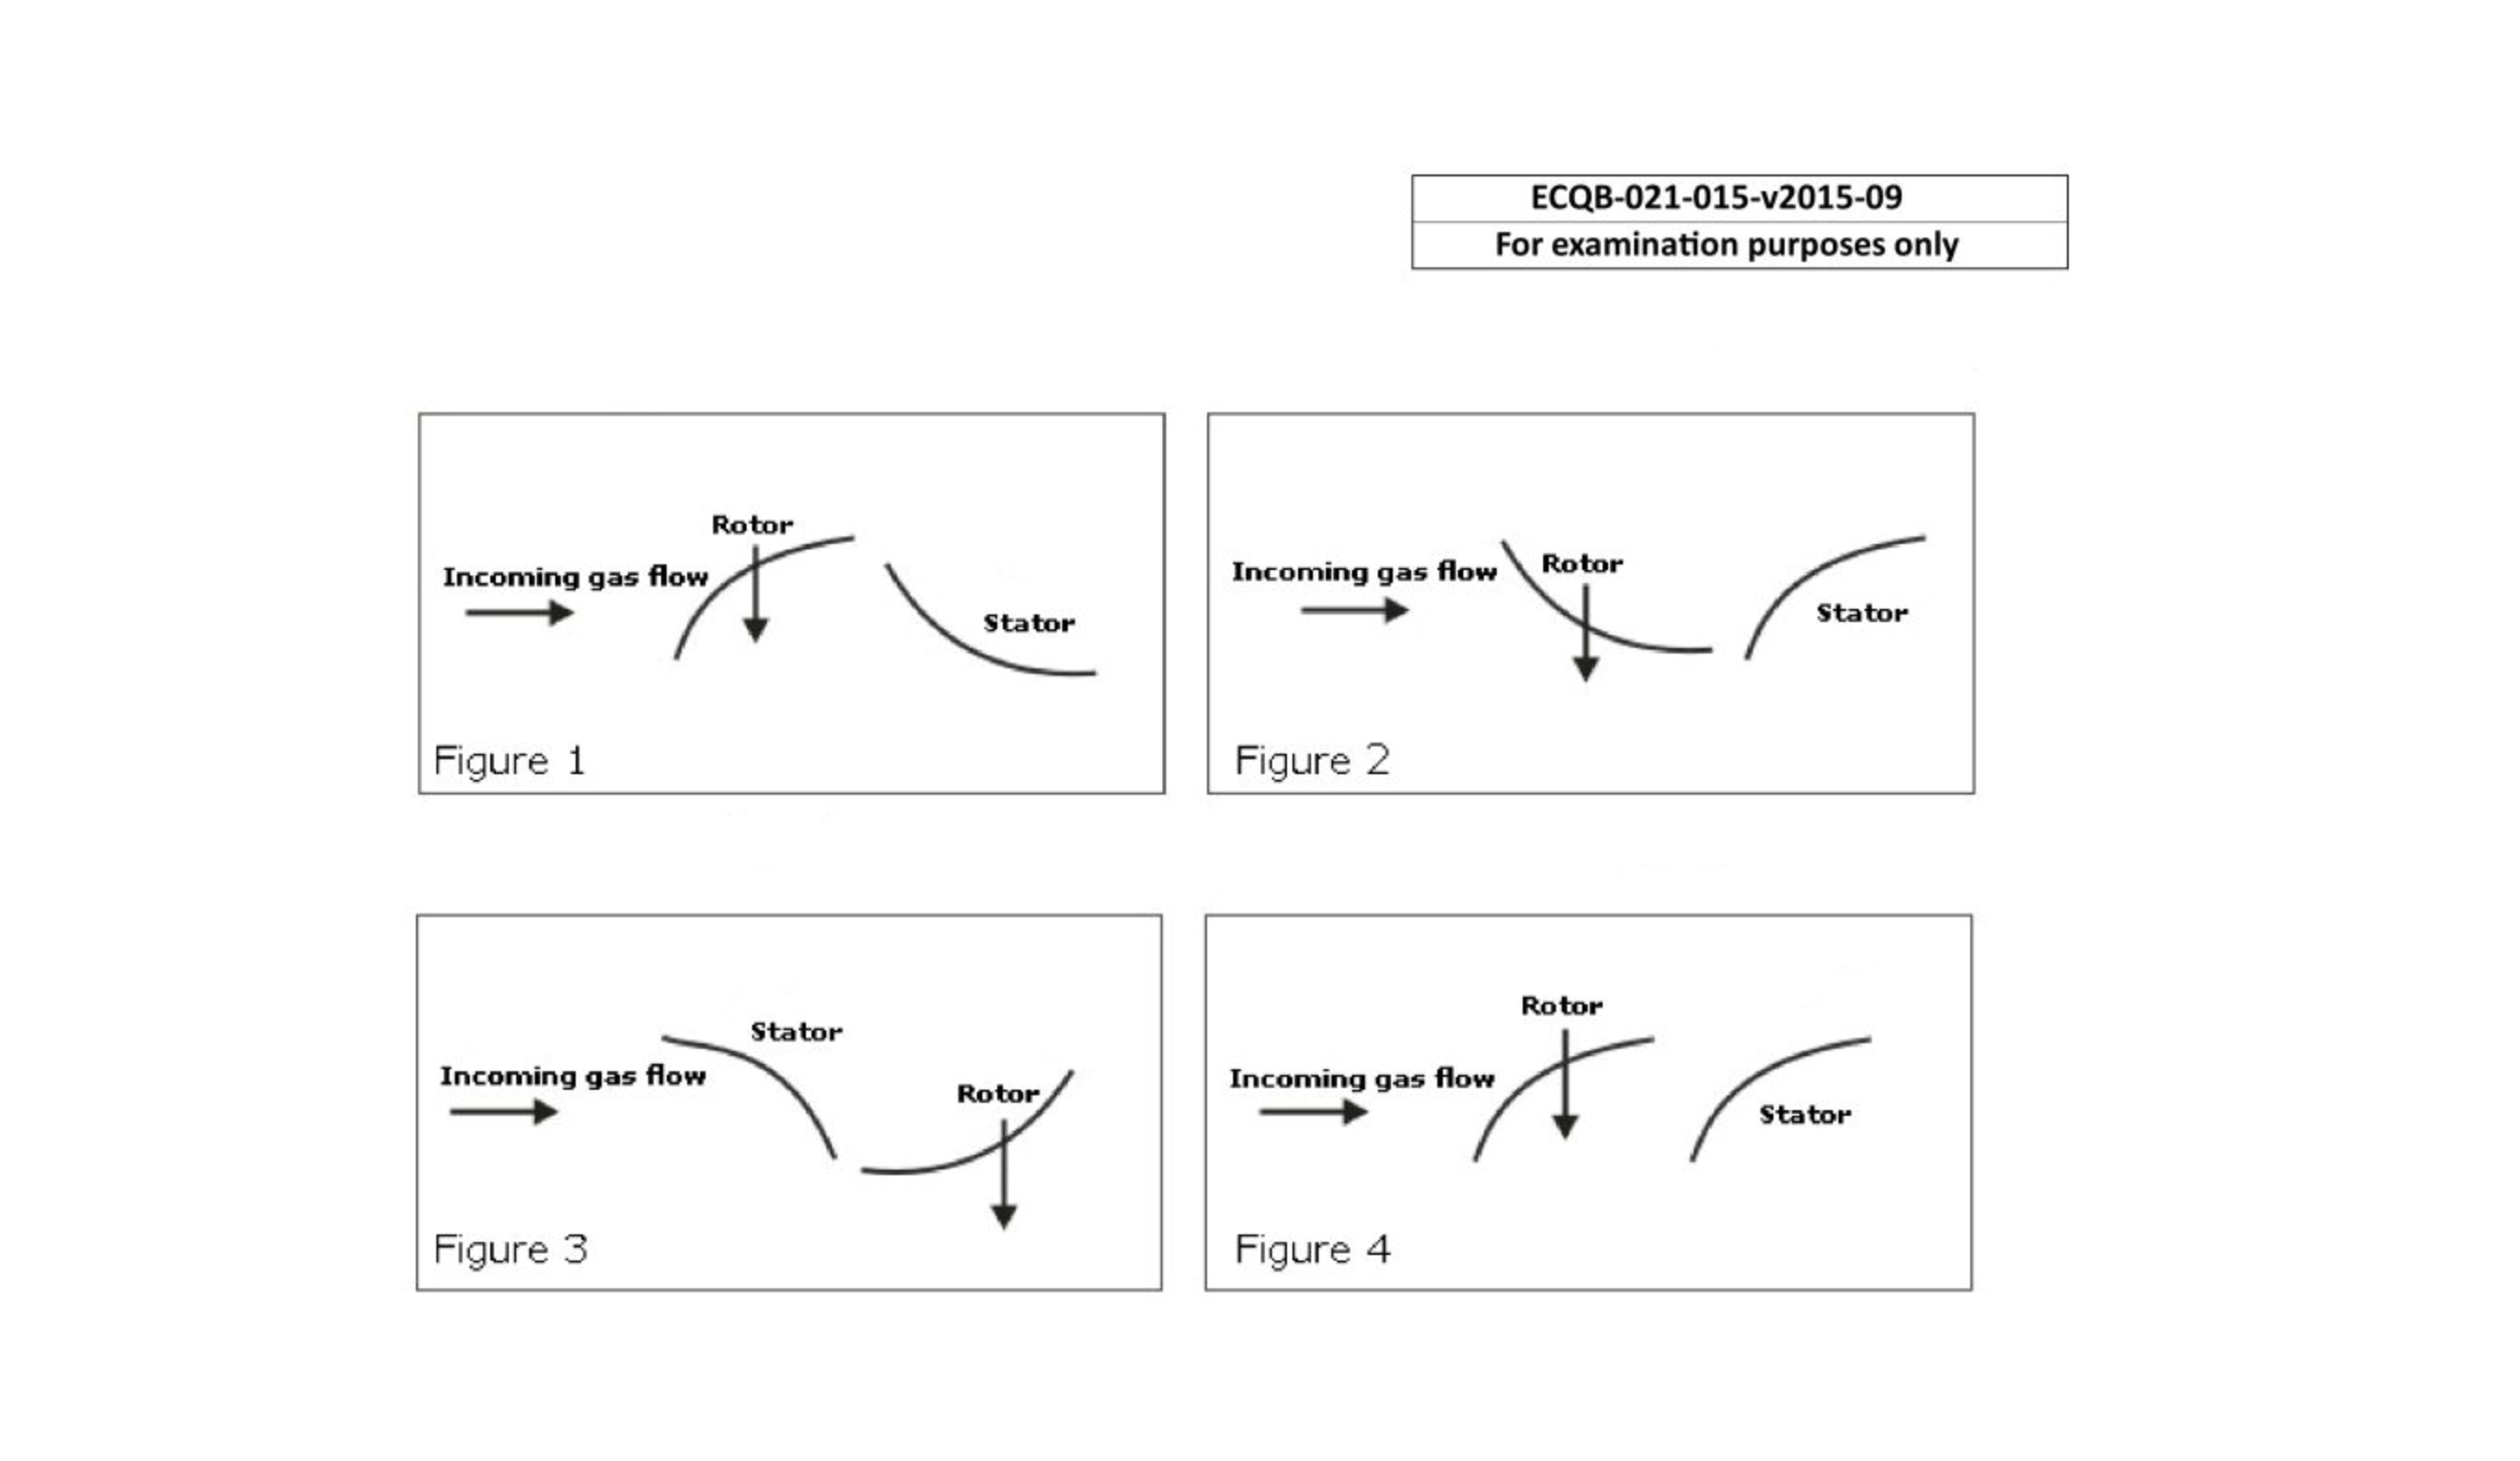 ECQB-021-015-v2015-09
For examination purposes only
Rotor
Incoming gas flow
Stator
Figure 1
Rotor
Incoming gas flow
Stator
Figure 2
Stator
Incoming gas flow
Rotor
Figure 3
Rotor
Incoming gas flow
Stator
Figure 4